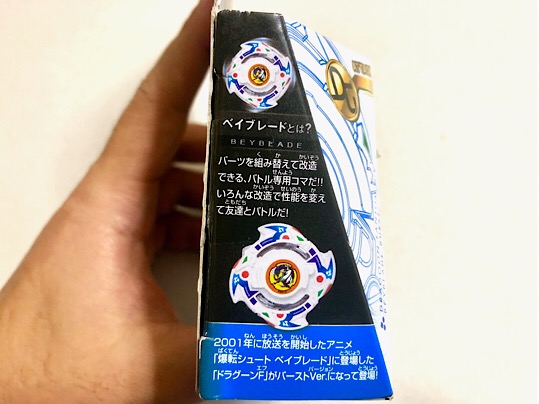 ベイブレードとは?
BEYBLADE
パーツを組み替えて改造
できる、バトル専用コマだ!!
いろんな改造で性能を変え
て友達とバトルだ!
2001年に放送を開始したアニメ
「爆転シュート ベイブレード」に登場した
「ドラグーンF」がバーストVer.になって登場!